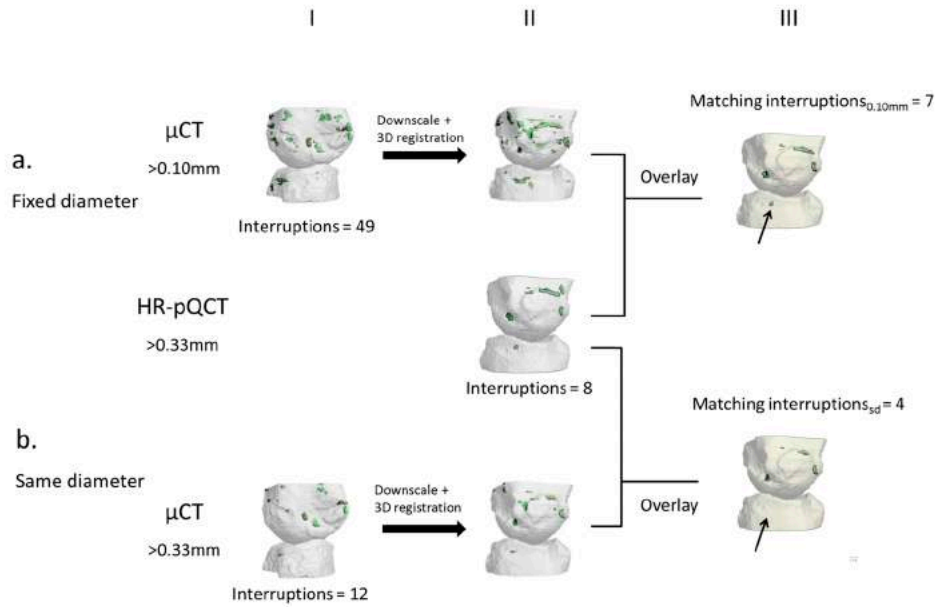 I
II
III
a.
Fixed diameter
μCT
>0.10mm
Interruptions = 49
Downscale +
3D registration
Overlay
Matching interruptions0.10mm = 7
HR-pQCT
>0.33mm
Interruptions = 8
b.
Same diameter
μCT
>0.33mm
Interruptions = 12
Downscale +
3D registration
Overlay
Matching interruptionssd = 4